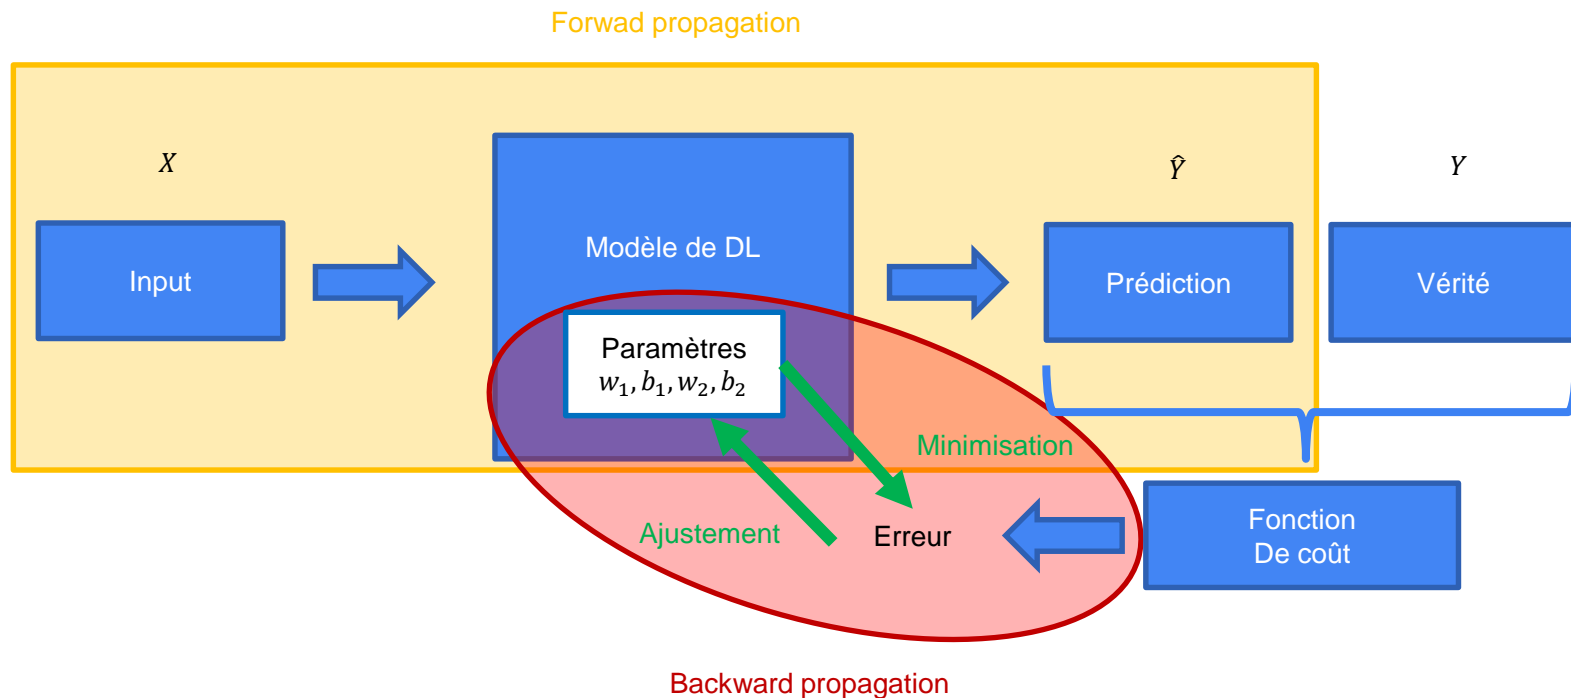 Forwad propagation
X
Ŷ
Y
Input
Modèle de DL
Prédiction
Vérité
Paramètres
w₁, b₁, w₂, b₂
Minimisation
Ajustement
Erreur
Fonction
De coût
Backward propagation